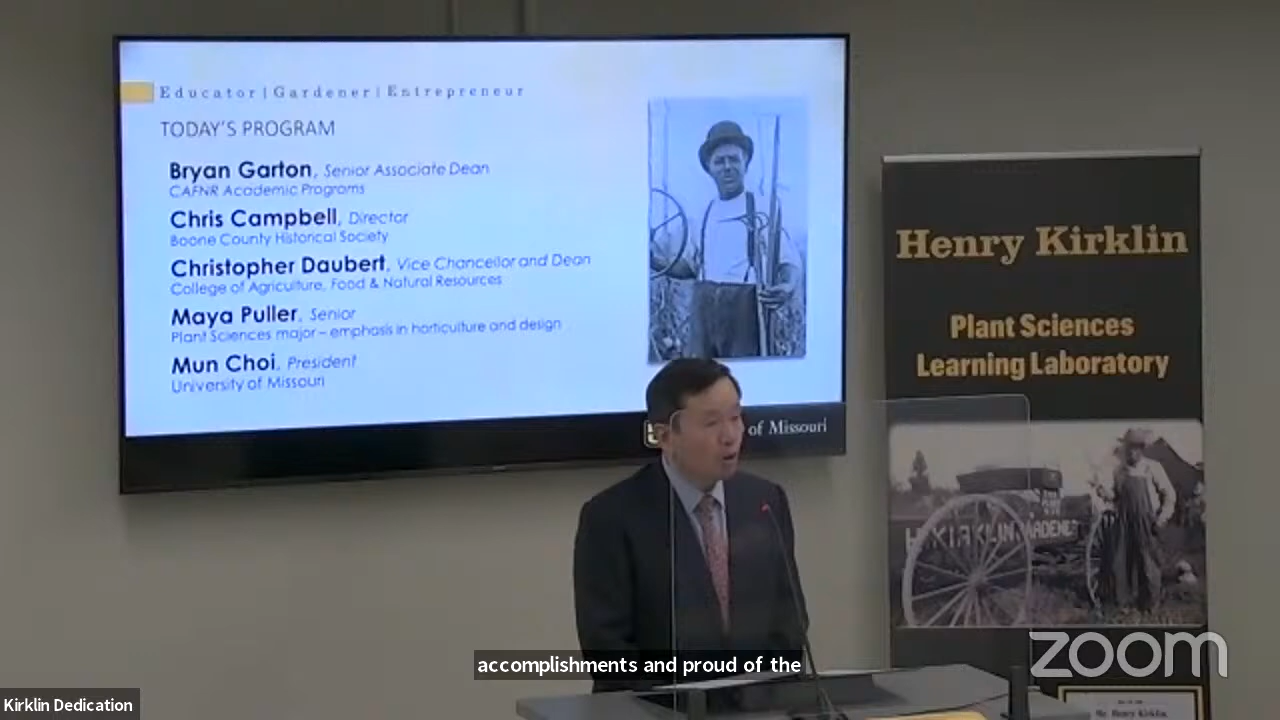 Educator | Gardener | Entrepreneur
TODAY'S PROGRAM
Bryan Garton, Senior Associate Dean
CAFNR Academic Programs
Chris Campbell, Director
Boone County Historical Society
Christopher Daubert, Vice Chancellor and Dean
College of Agriculture, Food & Natural Resources
Maya Puller, Senior
Plant Sciences major – emphasis in horticulture and design
Mun Choi, President
University of Missouri
of Missouri
Henry Kirklin
Plant Sciences
Learning Laboratory
H. KIRKLIN GARDENER
Mr. Henry Kirklin,
zoom
accomplishments and proud of the
Kirklin Dedication